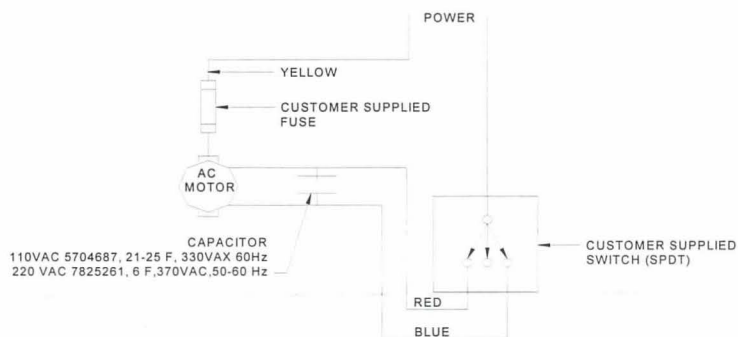 POWER
YELLOW
CUSTOMER SUPPLIED
FUSE
AC
MOTOR
CAPACITOR
110VAC 5704687, 21-25 F, 330VAX 60Hz
220 VAC 7825261, 6 F,370VAC,50-60 Hz
CUSTOMER SUPPLIED
SWITCH (SPDT)
RED
BLUE